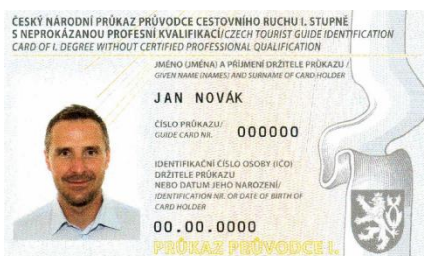 ČESKÝ NÁRODNÍ PRŮKAZ PRŮVODCE CESTOVNÍHO RUCHU I. STUPNĚ
S NEPROKÁZANOU PROFESNÍ KVALIFIKACÍ/CZECH TOURIST GUIDE IDENTIFICATION
CARD OF I. DEGREE WITHOUT CERTIFIED PROFESSIONAL QUALIFICATION
JMÉNO (JMÉNA) A PŘÍJMENÍ DRŽITELE PRŮKAZU /
GIVEN NAME (NAMES) AND SURNAME OF CARD HOLDER
JAN NOVÁK
ČÍSLO PRŮKAZU/
GUIDE CARD NR. 000000
IDENTIFIKAČNÍ ČÍSLO OSOBY (IČO)
DRŽITELE PRŮKAZU
NEBO DATUM JEHO NAROZENÍ/
IDENTIFICATION NR. OR DATE OF BIRTH OF
CARD HOLDER
00.00.0000
PRŮKAZ PRŮVODCE I.